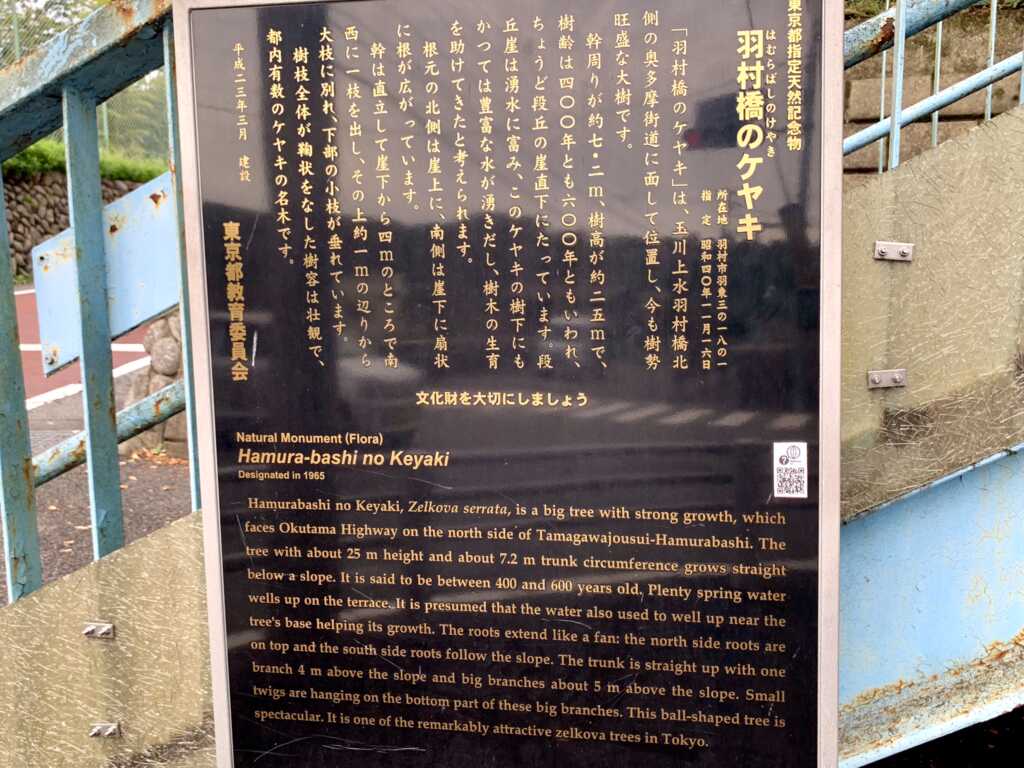 東京都指定天然記念物
はむらばしのけやき
羽村橋のケヤキ
所在地 羽村市羽東三の一八の一
指定 昭和四〇年一一月一六日
「羽村橋のケヤキ」は、玉川上水羽村橋北
側の奥多摩街道に面して位置し、今も樹勢
旺盛な大樹です。
幹周りが約七・二m、樹高が約二五mで、
樹齢は四〇〇年とも六〇〇年ともいわれ、
ちょうど段丘の崖直下にたっています。段
丘崖は湧水に富み、このケヤキの樹下にも
かつては豊富な水が湧きだし、樹木の生育
を助けてきたと考えられます。
根元の北側は崖上に、南側は崖下に扇状
に根が広がっています。
幹は直立して崖下から四mのところで南
西に一枝を出し、その上約一mの辺りから
大枝に別れ、下部の小枝が垂れています。
樹枝全体が鞠状をなした樹容は壮観で、
都内有数のケヤキの名木です。
平成二三年三月 建設
東京都教育委員会
文化財を大切にしましょう
Natural Monument (Flora)
Hamura-bashi no Keyaki
Designated in 1965
Hamurabashi no Keyaki, Zelkova serrata, is a big tree with strong growth, which
faces Okutama Highway on the north side of Tamagawajousui-Hamurabashi. The
tree with about 25 m height and about 7.2 m trunk circumference grows straight
below a slope. It is said to be between 400 and 600 years old. Plenty spring water
wells up on the terrace. It is presumed that the water also used to well up near the
tree's base helping its growth. The roots extend like a fan: the north side roots are
on top and the south side roots follow the slope. The trunk is straight up with one
branch 4 m above the slope and big branches about 5 m above the slope. Small
twigs are hanging on the bottom part of these big branches. This ball-shaped tree is
spectacular. It is one of the remarkably attractive zelkova trees in Tokyo.